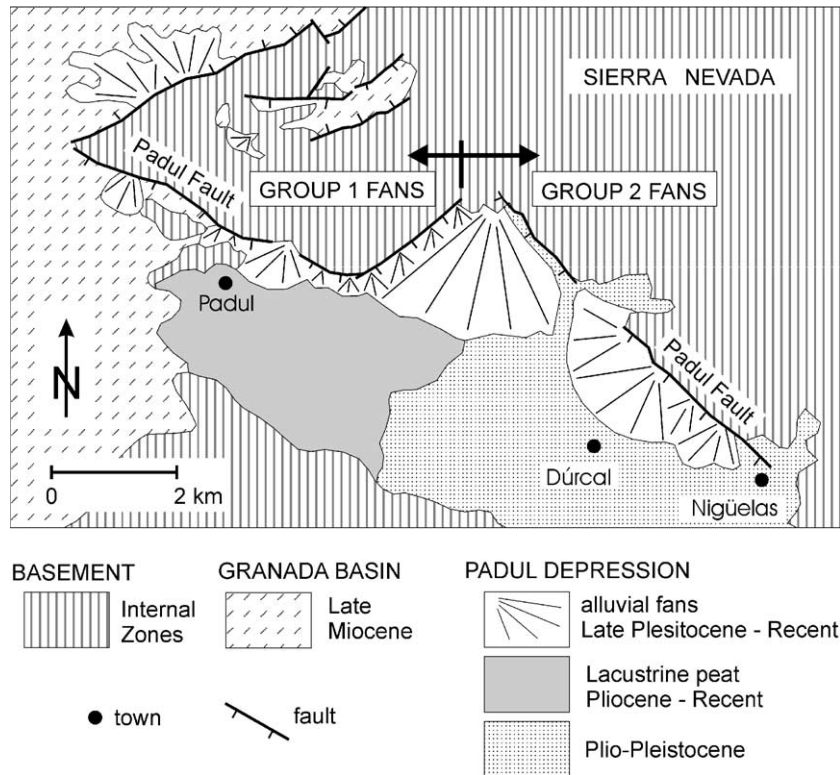 SIERRA NEVADA
Padul Fault
GROUP 1 FANS
GROUP 2 FANS
Padul
N
Padul Fault
0
2 km
Dúrcal
Nigüelas
BASEMENT
Internal
Zones
town
GRANADA BASIN
Late
Miocene
fault
PADUL DEPRESSION
alluvial fans
Late Plesitocene - Recent
Lacustrine peat
Pliocene - Recent
Plio-Pleistocene